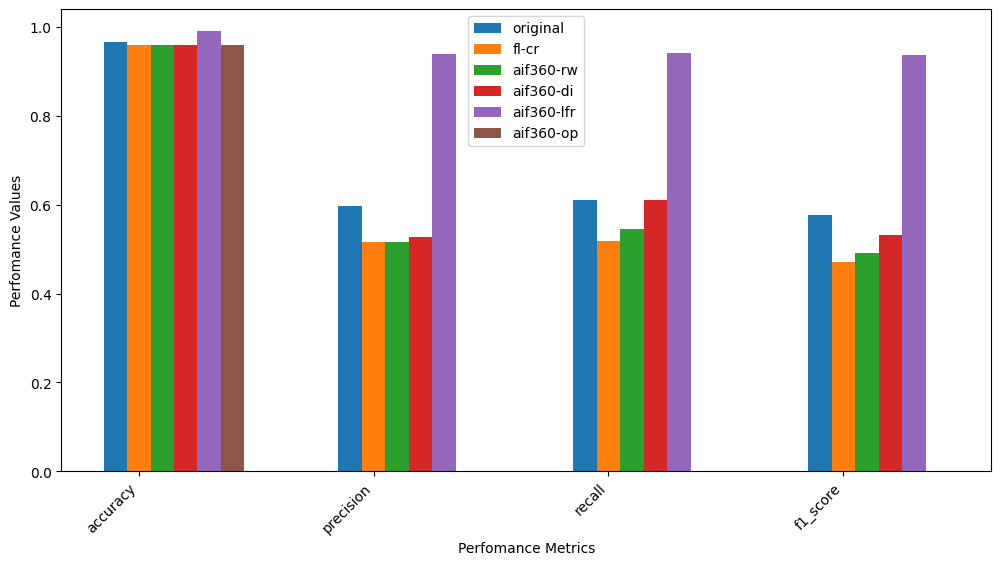 1.0
0.8
0.6
0.4
0.2
0.0
Perfomance Values
original
fl-cr
aif360-rw
aif360-di
aif360-lfr
aif360-op
accuracy
precision
recall
f1_score
Perfomance Metrics